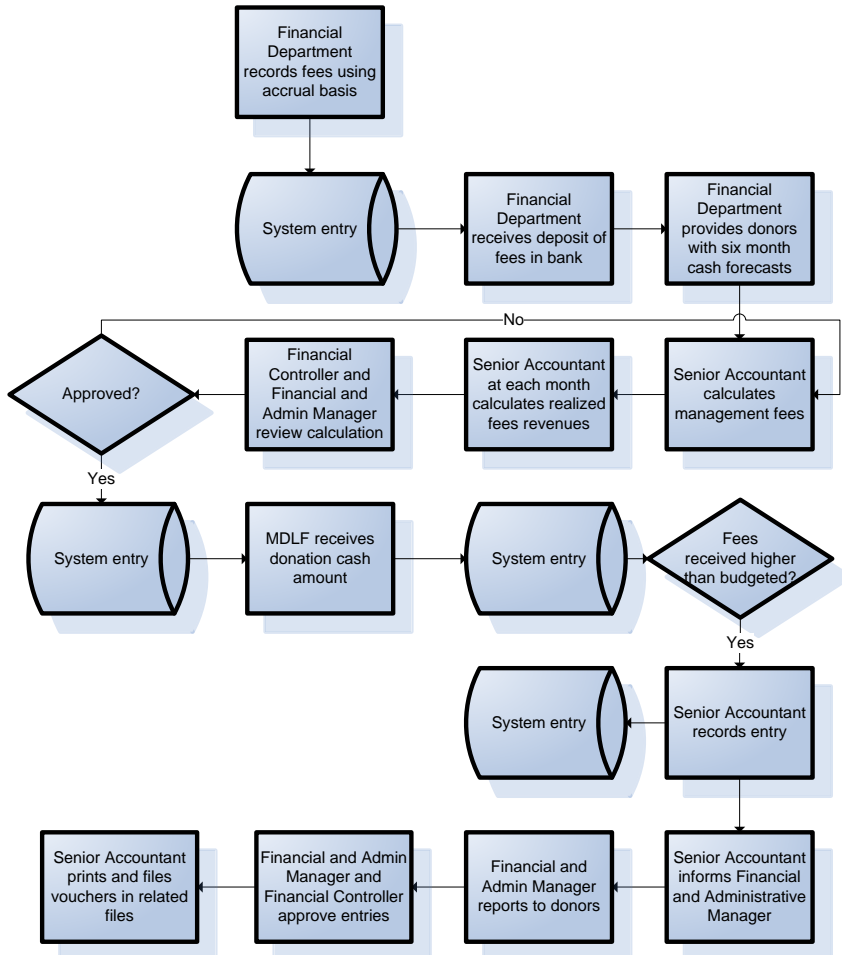 Financial
Department
records fees using
accrual basis
System entry
Financial
Department
receives deposit of
fees in bank
Financial
Department
provides donors
with six month
cash forecasts
No
Approved?
Financial
Controller and
Financial and
Admin Manager
review calculation
Senior Accountant
at each month
calculates realized
fees revenues
Senior Accountant
calculates
management fees
Yes
System entry
MDLF receives
donation cash
amount
System entry
Fees
received higher
than budgeted?
Yes
System entry
Senior Accountant
records entry
Senior Accountant
prints and files
vouchers in related
files
Financial and Admin
Manager and
Financial Controller
approve entries
Financial and
Admin Manager
reports to donors
Senior Accountant
informs Financial
and Administrative
Manager